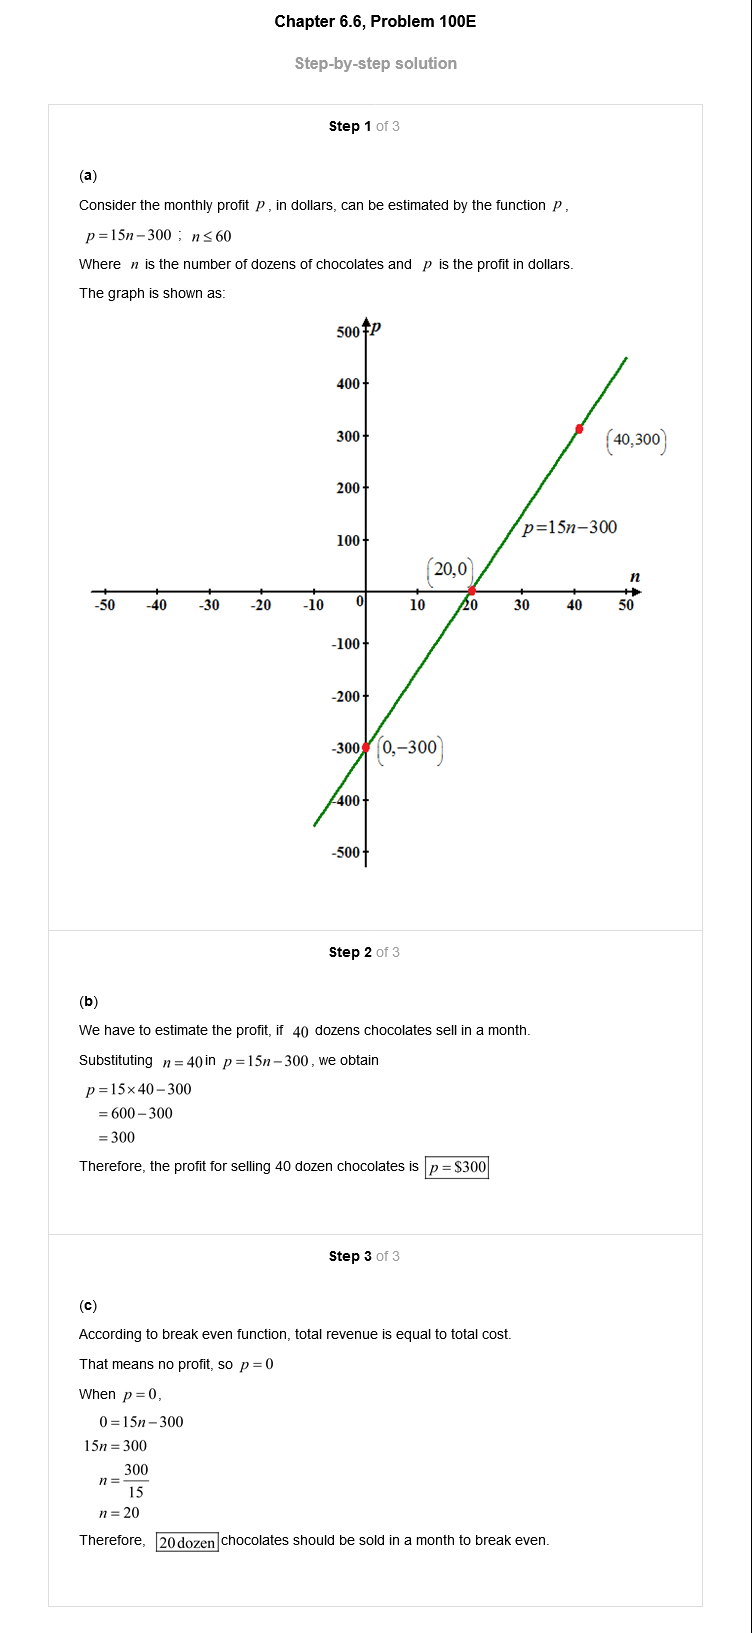 Chapter 6.6, Problem 100E
Step-by-step solution
Step 1 of 3
(a)
Consider the monthly profit p, in dollars, can be estimated by the function p,
p=15n−300 ; n≤60
Where n is the number of dozens of chocolates and p is the profit in dollars.
The graph is shown as:
500 p
400
300 (40,300)
200
100 p=15n−300
(20,0)
n
-50 -40 -30 -20 -10 0 10 20 30 40 50
-100
-200
-300 (0,−300)
-400
-500
Step 2 of 3
(b)
We have to estimate the profit, if 40 dozens chocolates sell in a month.
Substituting n=40 in p=15n−300, we obtain
p=15×40−300
=600−300
=300
Therefore, the profit for selling 40 dozen chocolates is p=$300
Step 3 of 3
(c)
According to break even function, total revenue is equal to total cost.
That means no profit, so p=0
When p=0,
0=15n−300
15n=300
n=300/15
n=20
Therefore, 20 dozen chocolates should be sold in a month to break even.